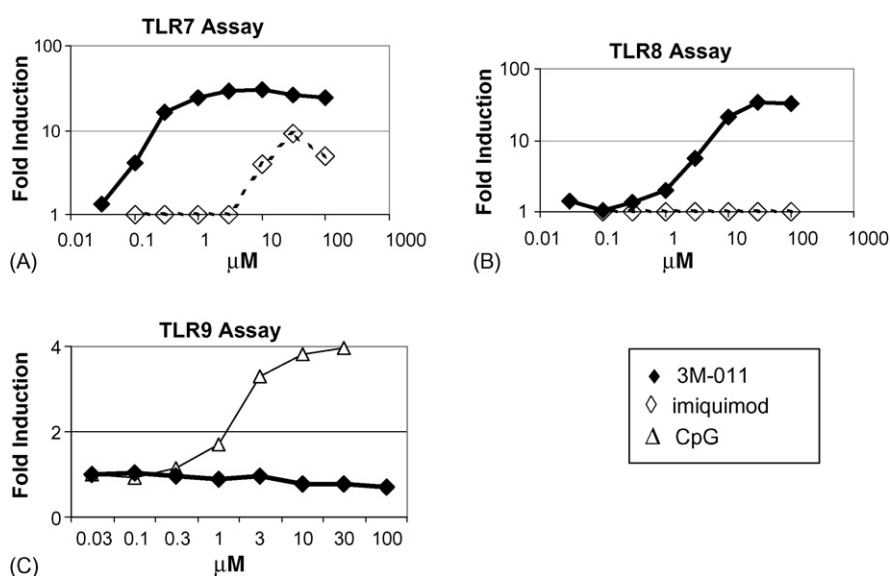 TLR7 Assay
Fold Induction
100
10
1
0.01 0.1 1 10 100 1000
µM
(A)
TLR8 Assay
Fold Induction
100
10
1
0.01 0.1 1 10 100 1000
µM
(B)
TLR9 Assay
Fold Induction
4
2
0
0.03 0.1 0.3 1 3 10 30 100
µM
(C)
3M-011
imiquimod
CpG